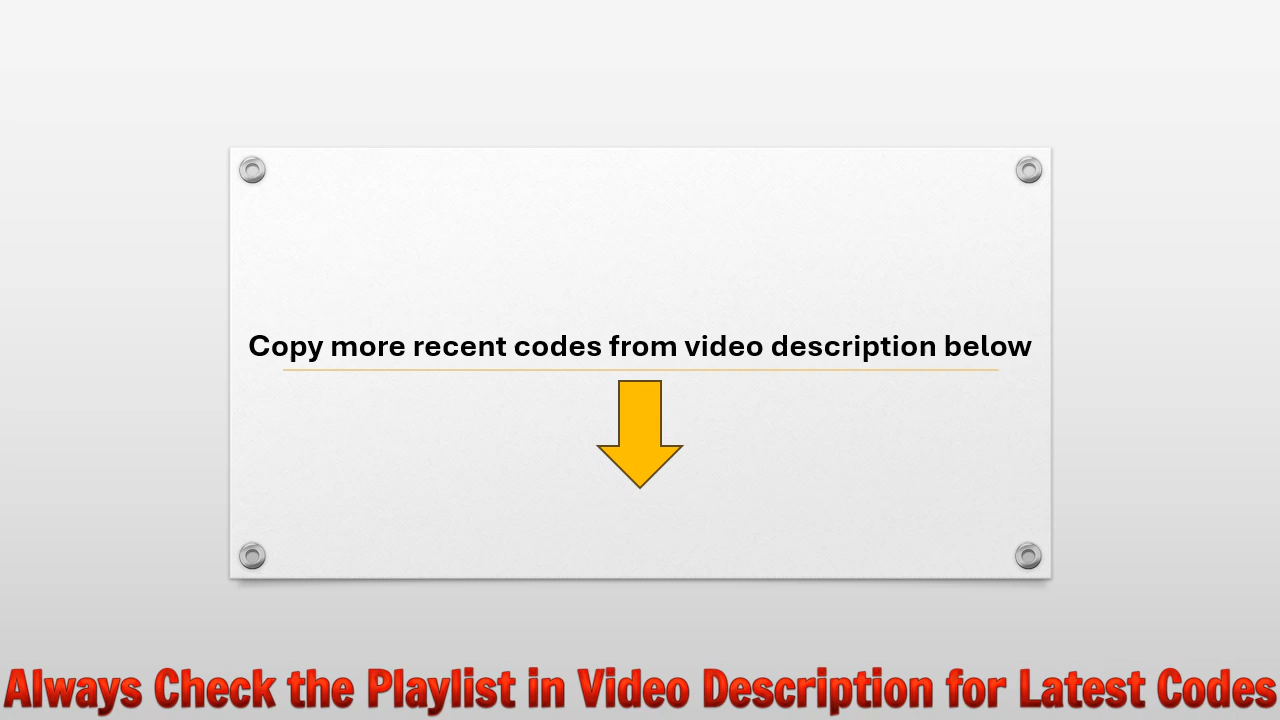 Copy more recent codes from video description below
Always Check the Playlist in Video Description for Latest Codes